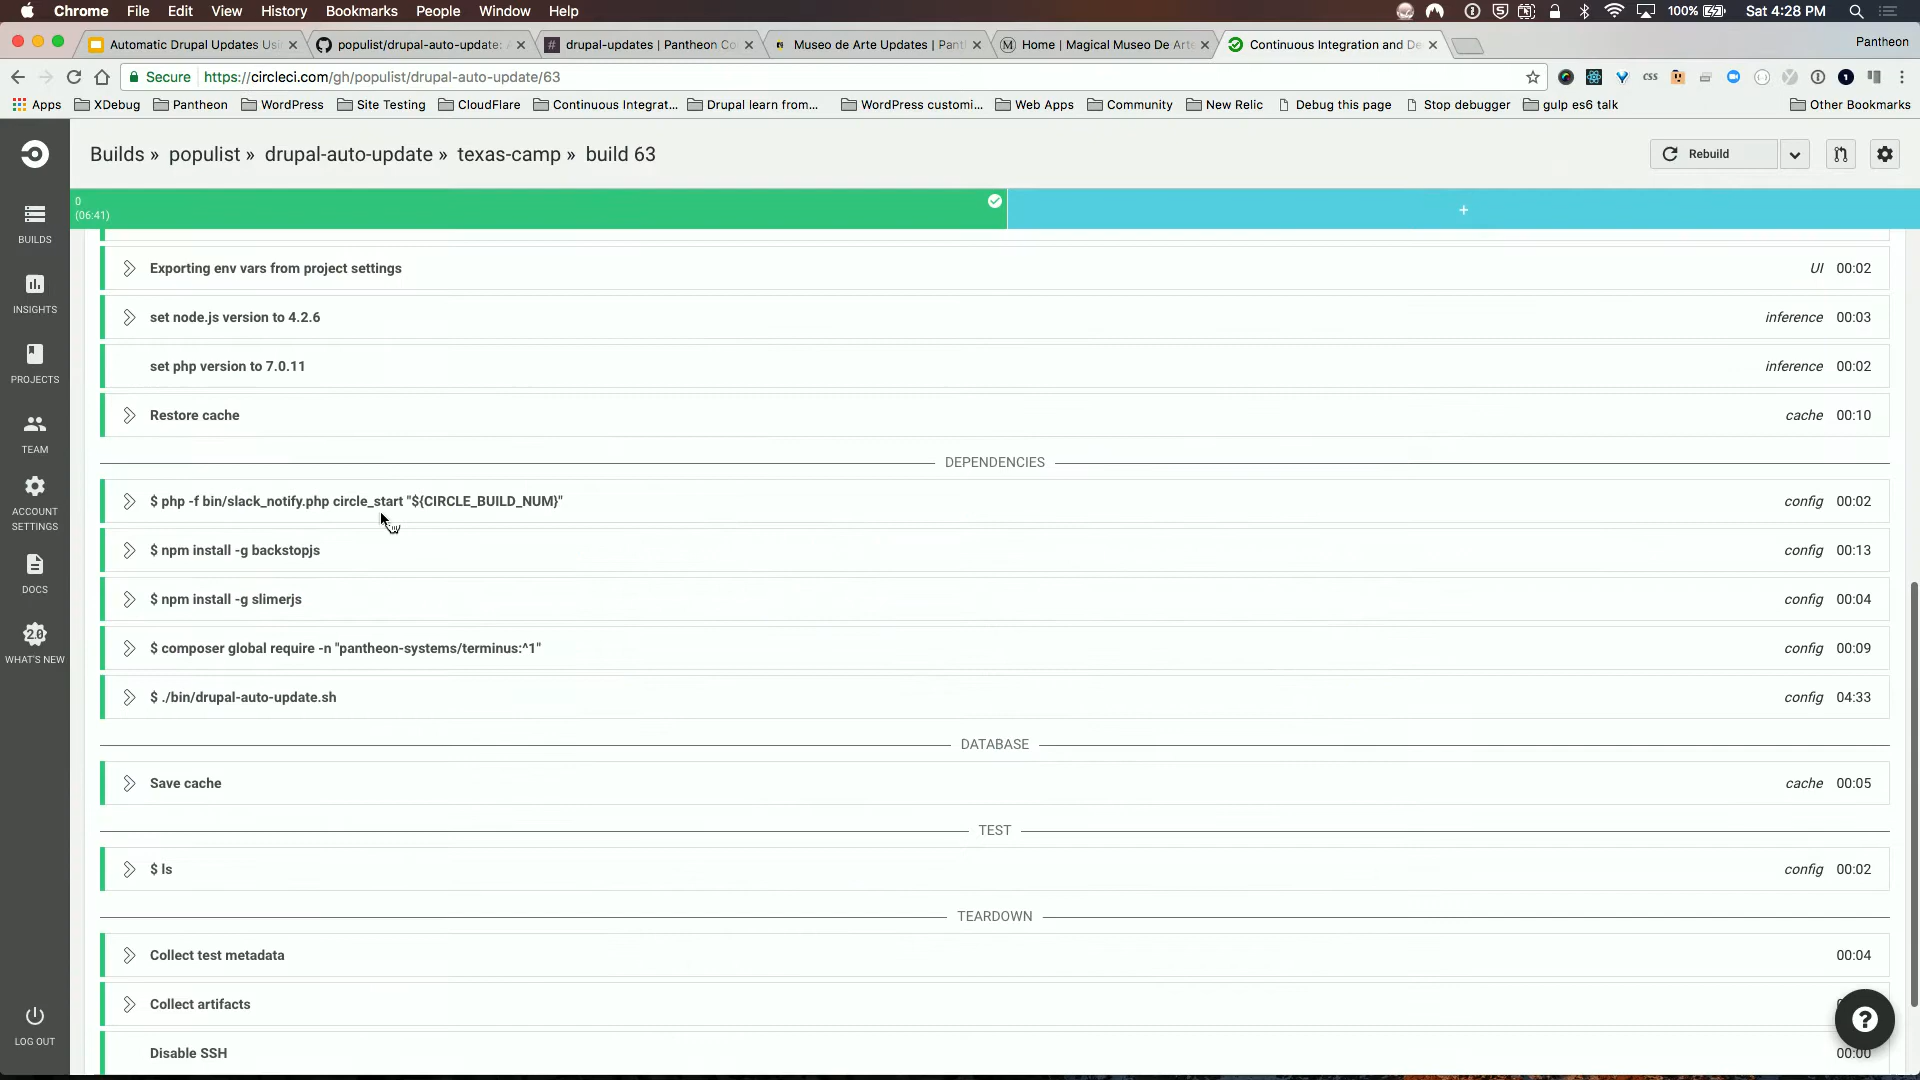 Chrome File Edit View History Bookmarks People Window Help 100% Sat 4:28 PM
Automatic Drupal Updates Usi
populist/drupal-auto-update: A
drupal-updates | Pantheon Co
Museo de Arte Updates | Pant
Home | Magical Museo De Arte
Continuous Integration and De
Pantheon
Secure https://circleci.com/gh/populist/drupal-auto-update/63
Apps XDebug Pantheon WordPress Site Testing CloudFlare Continuous Integrat... Drupal learn from... WordPress customi... Web Apps Community New Relic Debug this page Stop debugger gulp es6 talk Other Bookmarks
Builds » populist » drupal-auto-update » texas-camp » build 63
Rebuild
0
(06:41)
+
BUILDS
INSIGHTS
PROJECTS
TEAM
ACCOUNT
SETTINGS
DOCS
2.0
WHAT'S NEW
LOG OUT
Exporting env vars from project settings UI 00:02
set node.js version to 4.2.6 inference 00:03
set php version to 7.0.11 inference 00:02
Restore cache cache 00:10
DEPENDENCIES
$ php -f bin/slack_notify.php circle_start "${CIRCLE_BUILD_NUM}" config 00:02
$ npm install -g backstopjs config 00:13
$ npm install -g slimerjs config 00:04
$ composer global require -n "pantheon-systems/terminus:^1" config 00:09
$ ./bin/drupal-auto-update.sh config 04:33
DATABASE
Save cache cache 00:05
TEST
$ ls config 00:02
TEARDOWN
Collect test metadata 00:04
Collect artifacts
Disable SSH 00:00
?